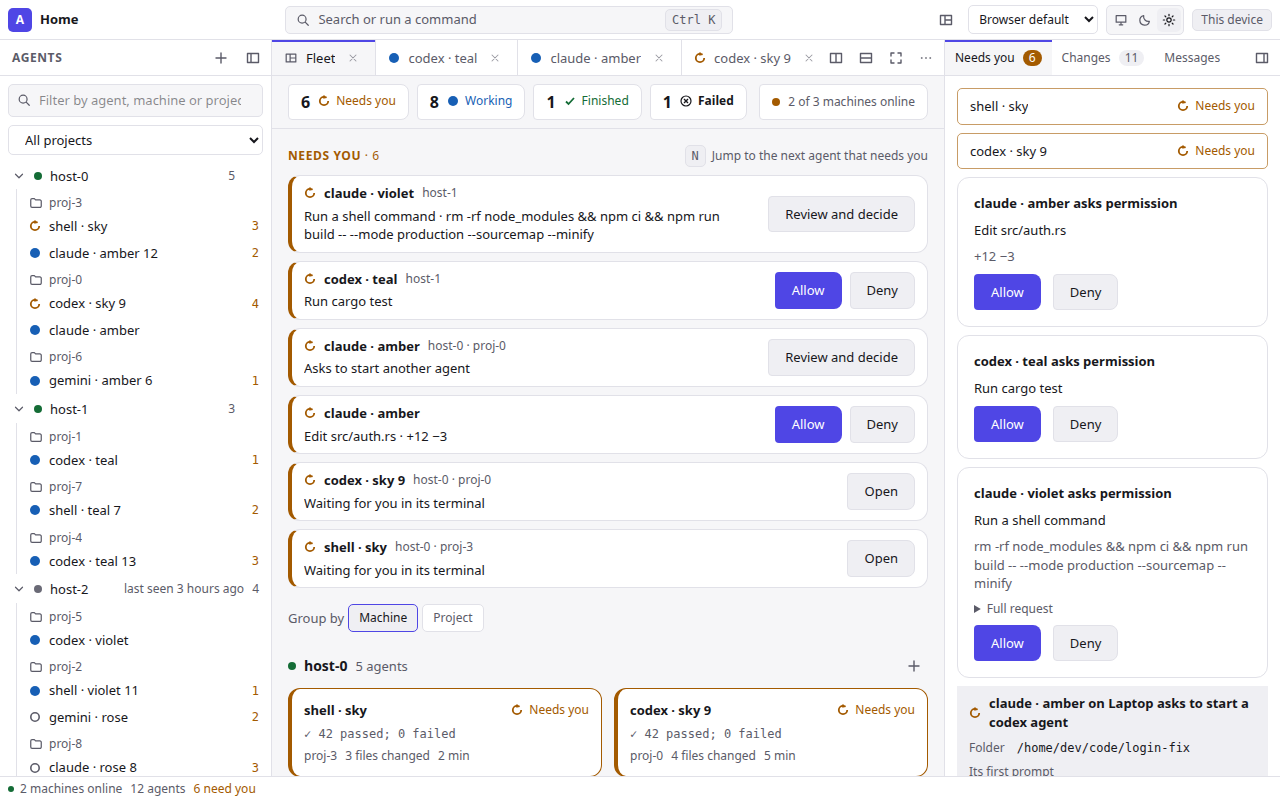 A Home
Search or run a command Ctrl K
Browser default
This device
AGENTS
Filter by agent, machine or projec
All projects
host-0 5
proj-3
shell · sky 3
claude · amber 12 2
proj-0
codex · sky 9 4
claude · amber
proj-6
gemini · amber 6 1
host-1 3
proj-1
codex · teal 1
proj-7
shell · teal 7 2
proj-4
codex · teal 13 3
host-2 last seen 3 hours ago 4
proj-5
codex · violet
proj-2
shell · violet 11 1
gemini · rose 2
proj-8
claude · rose 8 3
Fleet
codex · teal
claude · amber
codex · sky 9
6 Needs you
8 Working
1 Finished
1 Failed
2 of 3 machines online
NEEDS YOU · 6
N Jump to the next agent that needs you
claude · violet host-1
Run a shell command · rm -rf node_modules && npm ci && npm run
build -- --mode production --sourcemap --minify
Review and decide
codex · teal host-1
Run cargo test
Allow Deny
claude · amber host-0 · proj-0
Asks to start another agent
Review and decide
claude · amber
Edit src/auth.rs · +12 −3
Allow Deny
codex · sky 9 host-0 · proj-0
Waiting for you in its terminal
Open
shell · sky host-0 · proj-3
Waiting for you in its terminal
Open
Group by Machine Project
host-0 5 agents
shell · sky Needs you
✓ 42 passed; 0 failed
proj-3 3 files changed 2 min
codex · sky 9 Needs you
✓ 42 passed; 0 failed
proj-0 4 files changed 5 min
Needs you 6
Changes 11
Messages
shell · sky Needs you
codex · sky 9 Needs you
claude · amber asks permission
Edit src/auth.rs
+12 −3
Allow Deny
codex · teal asks permission
Run cargo test
Allow Deny
claude · violet asks permission
Run a shell command
rm -rf node_modules && npm ci && npm run
build -- --mode production --sourcemap --
minify
Full request
Allow Deny
claude · amber on Laptop asks to start a
codex agent
Folder /home/dev/code/login-fix
Its first prompt
2 machines online 12 agents 6 need you